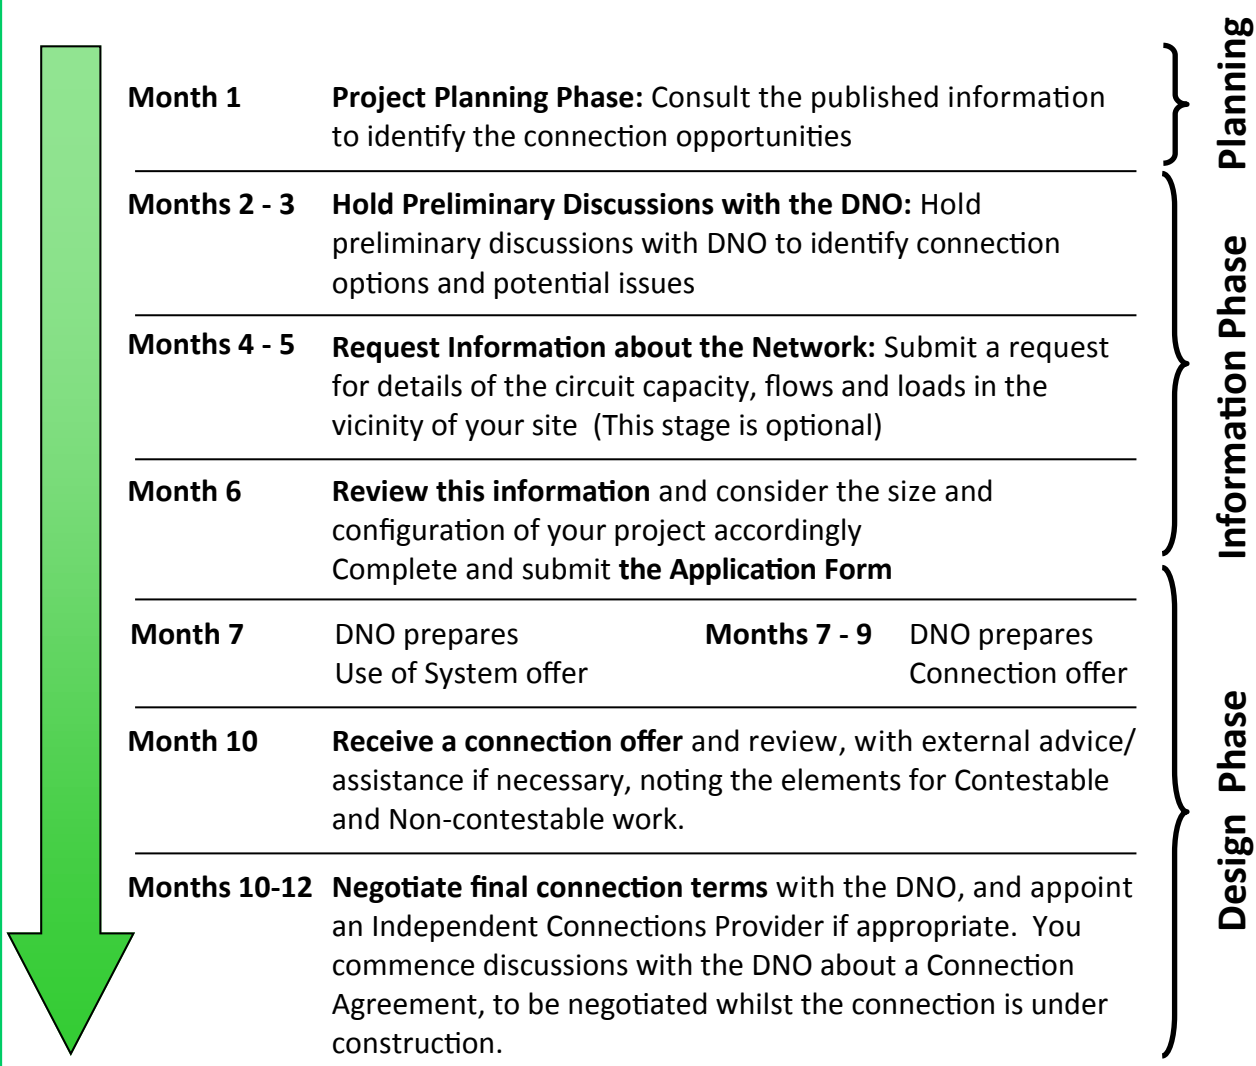 Month 1 Project Planning Phase: Consult the published information
to identify the connection opportunities
Planning
Months 2 - 3 Hold Preliminary Discussions with the DNO: Hold
preliminary discussions with DNO to identify connection
options and potential issues
Months 4 - 5 Request Information about the Network: Submit a request
for details of the circuit capacity, flows and loads in the
vicinity of your site (This stage is optional)
Month 6 Review this information and consider the size and
configuration of your project accordingly
Complete and submit the Application Form
Information Phase
Month 7 DNO prepares
Use of System offer
Months 7 - 9 DNO prepares
Connection offer
Month 10 Receive a connection offer and review, with external advice/
assistance if necessary, noting the elements for Contestable
and Non-contestable work.
Months 10-12 Negotiate final connection terms with the DNO, and appoint
an Independent Connections Provider if appropriate. You
commence discussions with the DNO about a Connection
Agreement, to be negotiated whilst the connection is under
construction.
Design Phase